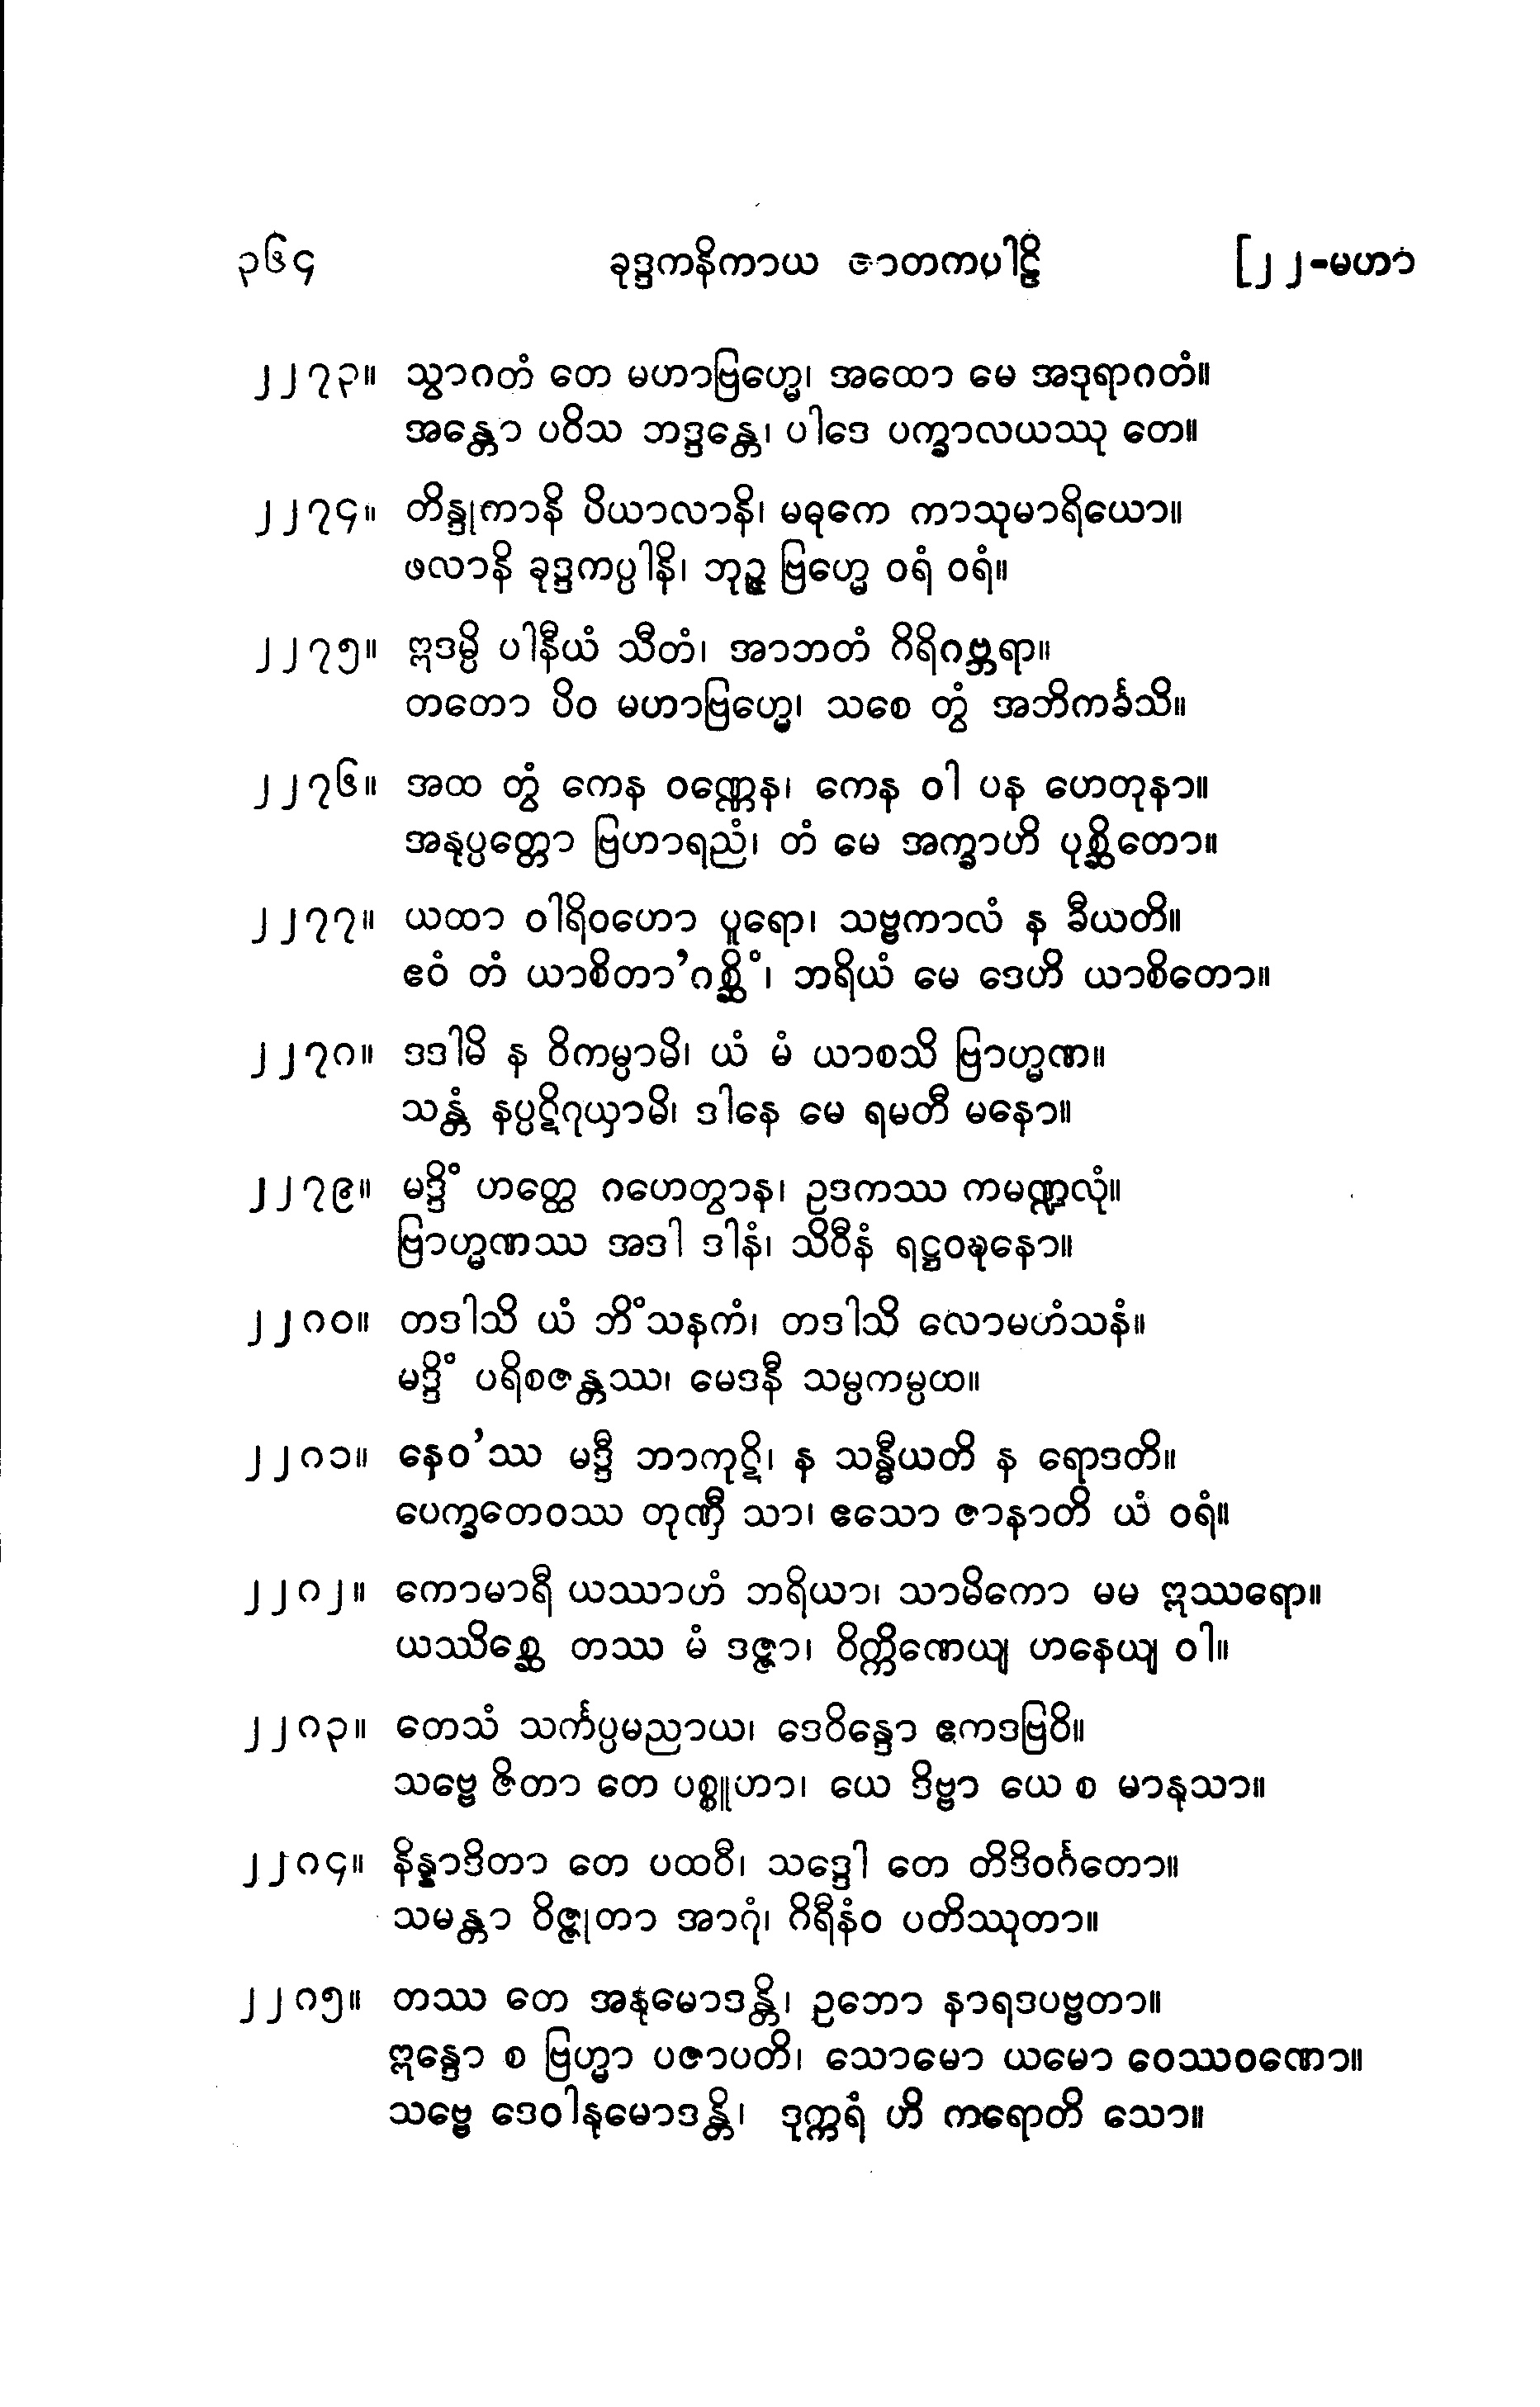 ၃၆၄ ခုဒ္ဒကနိကာယ ဇာတကပါဠိ [၂၂-မဟာ
၂၂၇၃။ သွာဂတံ တေ မဟာဗြဟ္မေ၊ အထော မေ အဒုရာဂတံ။
အန္တော ပဝိသ ဘဒ္ဒန္တေ၊ ပါဒေ ပက္ခာလယဿု တေ။
၂၂၇၄။ တိန္ဒုကာနိ ပိယာလာနိ၊ မဓုကေ ကာသုမာရိယော။
ဖလာနိ ခုဒ္ဒကပ္ပါနိ၊ ဘုဉ္ဇ ဗြဟ္မေ ဝရံ ဝရံ။
၂၂၇၅။ ဣဒမ္ပိ ပါနီယံ သီတံ၊ အာဘတံ ဂိရိဂဗ္ဘရာ။
တတော ပိဝ မဟာဗြဟ္မေ၊ သစေ တွံ အဘိကင်္ခသိ။
၂၂၇၆။ အထ တွံ ကေန ဝဏ္ဏေန၊ ကေန ဝါ ပန ဟေတုနာ။
အနုပ္ပတ္တော ဗြဟာရညံ၊ တံ မေ အက္ခာဟိ ပုစ္ဆိတော။
၂၂၇၇။ ယထာ ဝါရိဝဟော ပူရော၊ သဗ္ဗကာလံ န ခီယတိ။
ဧဝံ တံ ယာစိတာ’ဂစ္ဆိံ၊ ဘရိယံ မေ ဒေဟိ ယာစိတော။
၂၂၇၈။ ဒဒါမိ န ဝိကမ္ပာမိ၊ ယံ မံ ယာစသိ ဗြာဟ္မဏ။
သန္တံ နပ္ပဋိဂုယှာမိ၊ ဒါနေ မေ ရမတီ မနော။
၂၂၇၉။ မဒ္ဒိံ ဟတ္ထေ ဂဟေတွာန၊ ဥဒကဿ ကမဏ္ဍလုံ။
ဗြာဟ္မဏဿ အဒါ ဒါနံ၊ သိဝီနံ ရဋ္ဌဝဍ္ဎနော။
၂၂၈၀။ တဒါသိ ယံ ဘိံသနကံ၊ တဒါသိ လောမဟံသနံ။
မဒ္ဒိံ ပရိစဇန္တဿ၊ မေဒနီ သမ္ပကမ္ပထ။
၂၂၈၁။ နေဝ’ဿ မဒ္ဒီ ဘာကုဋိ၊ န သန္ဓီယတိ န ရောဒတိ။
ပေက္ခတေဝဿ တုဏှီ သာ၊ ဧသော ဇာနာတိ ယံ ဝရံ။
၂၂၈၂။ ကောမာရီ ယဿာဟံ ဘရိယာ၊ သာမိကော မမ ဣဿရော။
ယဿိစ္ဆေ တဿ မံ ဒဇ္ဇာ၊ ဝိက္ကိဏေယျ ဟနေယျ ဝါ။
၂၂၈၃။ တေသံ သင်္ကပ္ပမညာယ၊ ဒေဝိန္ဒော ဧကဒဗြဝိ။
သဗ္ဗေ ဇိတာ တေ ပစ္စူဟာ၊ ယေ ဒိဗ္ဗာ ယေ စ မာနုသာ။
၂၂၈၄။ နိန္နာဒိတာ တေ ပထဝီ၊ သဒ္ဒေါ တေ တိဒိဝင်္ဂတော။
သမန္တာ ဝိဇ္ဇုတာ အာဂုံ၊ ဂိရီနံဝ ပတိဿုတာ။
၂၂၈၅။ တဿ တေ အနုမောဒန္တိ၊ ဥဘော နာရဒပဗ္ဗတာ။
ဣန္ဒော စ ဗြဟ္မာ ပဇာပတိ၊ သောမော ယမော ဝေဿဝဏော။
သဗ္ဗေ ဒေဝါနုမောဒန္တိ၊ ဒုက္ကရံ ဟိ ကရောတိ သော။